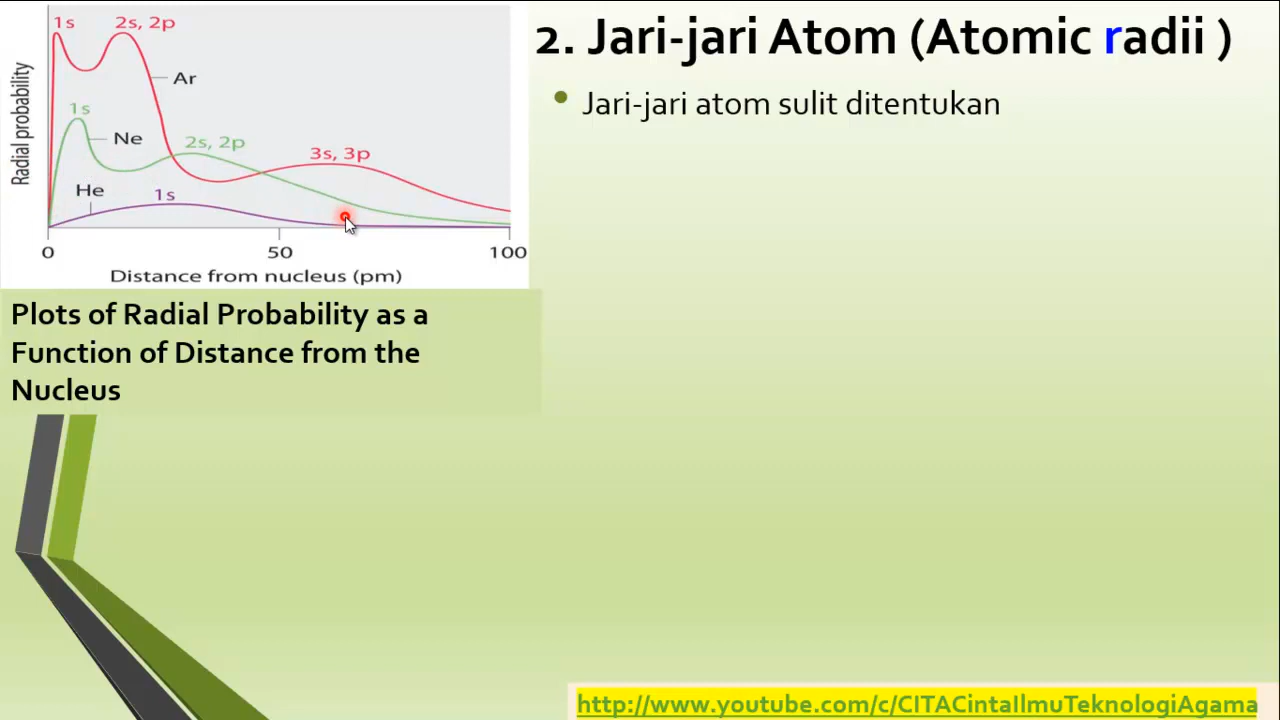 1s
2s, 2p
Ar
1s
Ne
2s, 2p
3s, 3p
He
1s
Radial probability
0
50
100
Distance from nucleus (pm)
Plots of Radial Probability as a
Function of Distance from the
Nucleus
2. Jari-jari Atom (Atomic radii )
• Jari-jari atom sulit ditentukan
http://www.youtube.com/c/CITACintaIlmuTeknologiAgama